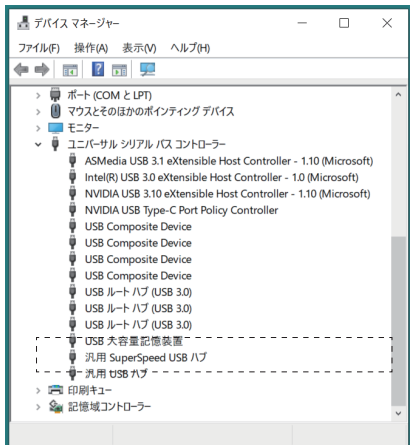 デバイス マネージャー
ファイル(F) 操作(A) 表示(V) ヘルプ(H)
ポート (COM と LPT)
マウスとそのほかのポインティング デバイス
モニター
ユニバーサル シリアル バス コントローラー
ASMedia USB 3.1 eXtensible Host Controller - 1.10 (Microsoft)
Intel(R) USB 3.0 eXtensible Host Controller - 1.0 (Microsoft)
NVIDIA USB 3.10 eXtensible Host Controller - 1.10 (Microsoft)
NVIDIA USB Type-C Port Policy Controller
USB Composite Device
USB Composite Device
USB Composite Device
USB Composite Device
USB ルート ハブ (USB 3.0)
USB ルート ハブ (USB 3.0)
USB ルート ハブ (USB 3.0)
USB 大容量記憶装置
汎用 SuperSpeed USB ハブ
汎用 USB ハブ
印刷キュー
記憶域コントローラー